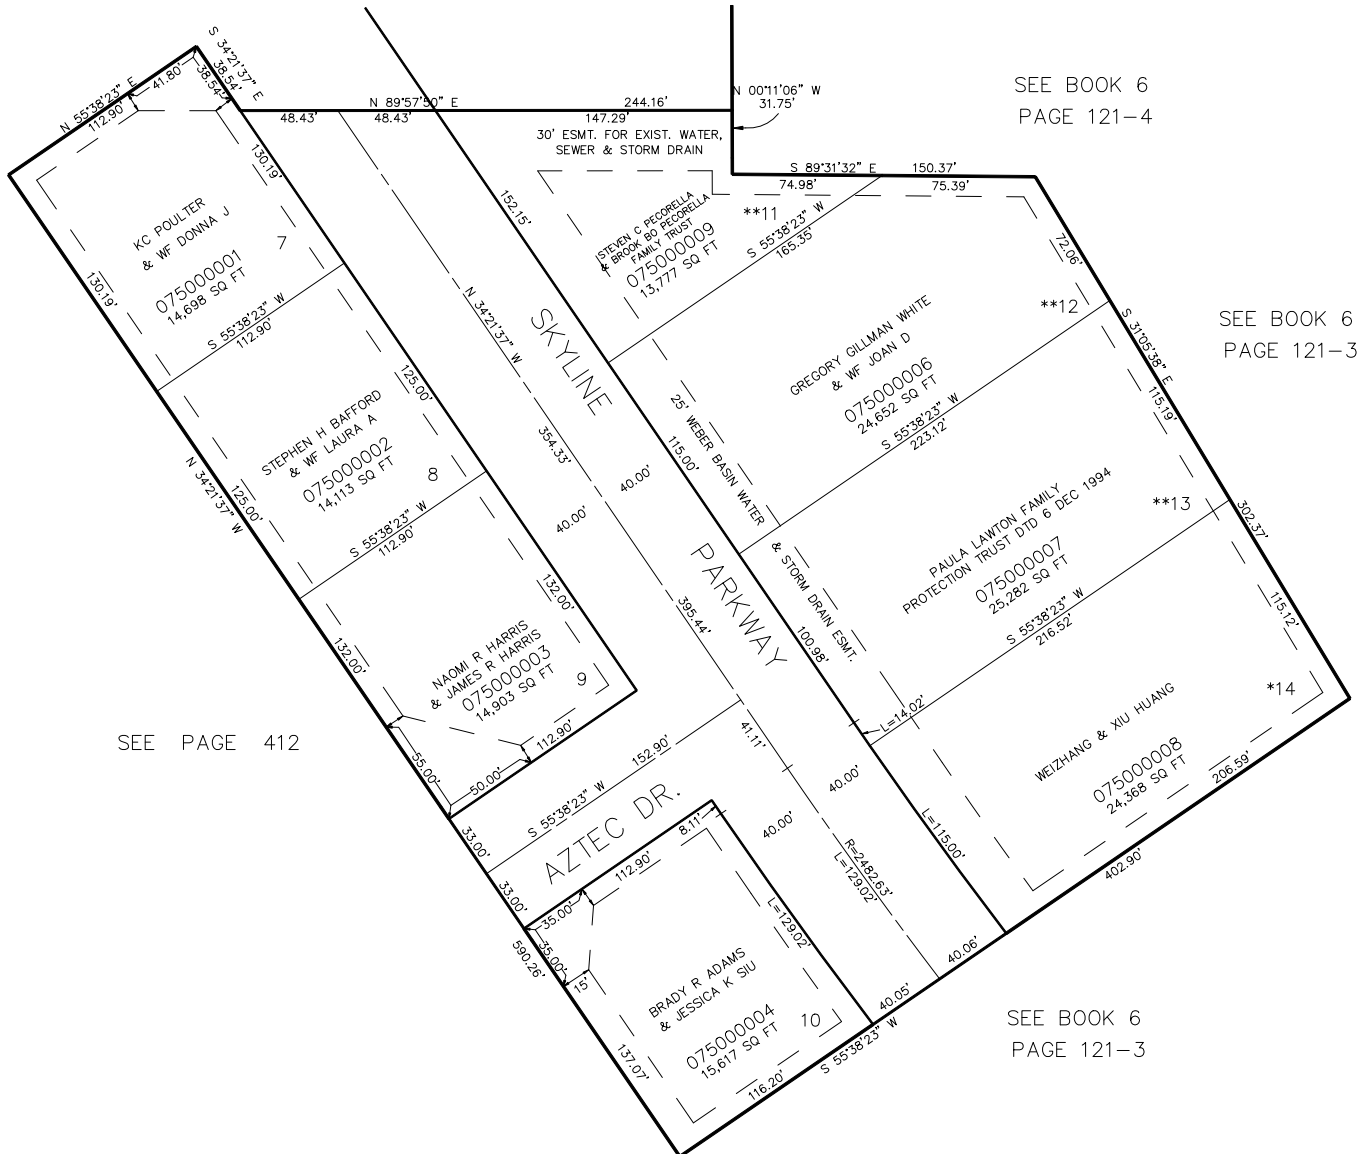 SEE BOOK 6
PAGE 121-4
SEE BOOK 6
PAGE 121-3
SEE PAGE 412
SEE BOOK 6
PAGE 121-3
N 55°38'23" E
112.90'
41.80'
S 34°21'37" E
38.54'
38.54'
N 89°57'50" E
244.16'
48.43'
48.43'
147.29'
30' ESMT. FOR EXIST. WATER,
SEWER & STORM DRAIN
N 00°11'06" W
31.75'
S 89°31'32" E
150.37'
74.98'
75.39'
KC POULTER
& WF DONNA J
075000001
14,698 SQ FT
7
130.19'
130.19'
S 55°38'23" W
112.90'
STEPHEN H BAFFORD
& WF LAURA A
075000002
14,113 SQ FT
8
125.00'
125.00'
N 34°21'37" W
S 55°38'23" W
112.90'
NAOMI R HARRIS
& JAMES R HARRIS
075000003
14,903 SQ FT
9
132.00'
132.00'
55.00'
50.00'
112.90'
33.00'
33.00'
S 55°38'23" W
152.90'
AZTEC DR.
8.11'
112.90'
35.00'
35.00'
15'
590.26'
137.07'
BRADY R ADAMS
& JESSICA K SIU
075000004
15,617 SQ FT
10
L=129.02'
116.20'
S 55°38'23" W
40.05'
40.06'
402.90'
SKYLINE
PARKWAY
N 34°21'37" W
354.33'
40.00'
40.00'
395.44'
41.11'
40.00'
40.00'
R=2482.63'
L=129.02'
152.15'
115.00'
100.98'
L=14.02'
L=115.00'
25' WEBER BASIN WATER
& STORM DRAIN ESMT.
STEVEN C PECORELLA
& BROOK BO PECORELLA
FAMILY TRUST
075000009
13,777 SQ FT
**11
S 55°38'23" W
165.35'
GREGORY GILLMAN WHITE
& WF JOAN D
075000006
24,652 SQ FT
**12
72.06'
S 31°05'38" E
115.19'
302.37'
115.12'
S 55°38'23" W
223.12'
PAULA LAWTON FAMILY
PROTECTION TRUST DTD 6 DEC 1994
075000007
25,282 SQ FT
**13
S 55°38'23" W
216.52'
WEIZHANG & XIU HUANG
075000008
24,368 SQ FT
*14
206.59'